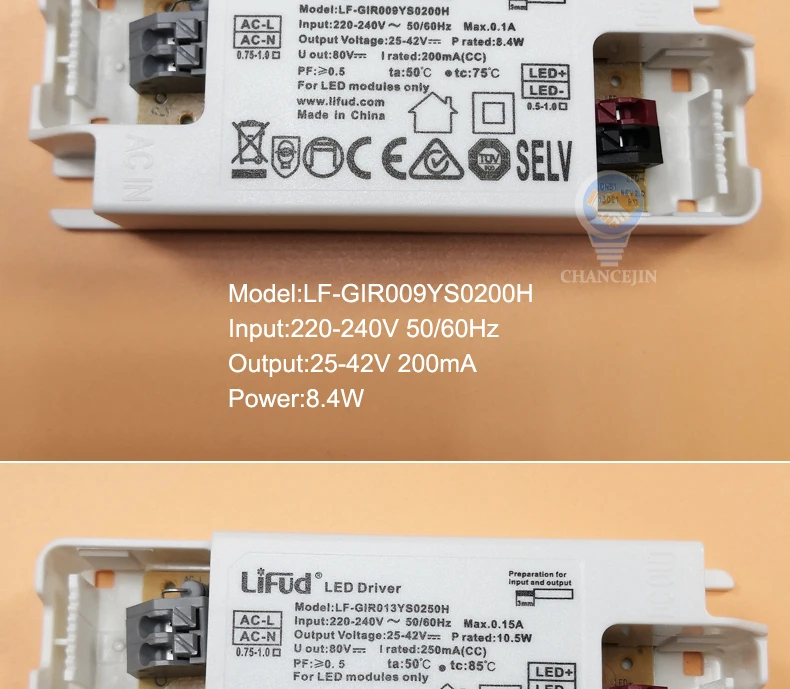 Model:LF-GIR009YS0200H
AC-L
Input:220-240V ~ 50/60Hz Max.0.1A
AC-N
Output Voltage:25-42V⎓ P rated:8.4W
0.75-1.0
U out:80V⎓ I rated:200mA(CC)
PF:≥0.5 ta:50℃ ●tc:75℃
LED+
For LED modules only
LED-
www.lifud.com
0.5-1.0
Made in China
AC IN
CE
TUV
SELV
CHANCEJIN
Model:LF-GIR009YS0200H
Input:220-240V 50/60Hz
Output:25-42V 200mA
Power:8.4W
LiFud® LED Driver
Preparation for
input and output
9mm
Model:LF-GIR013YS0250H
AC-L
Input:220-240V ~ 50/60Hz Max.0.15A
AC-N
Output Voltage:25-42V⎓ P rated:10.5W
0.75-1.0
U out:80V⎓ I rated:250mA(CC)
PF:≥0.5 ta:50℃ ●tc:85℃
LED+
For LED modules only